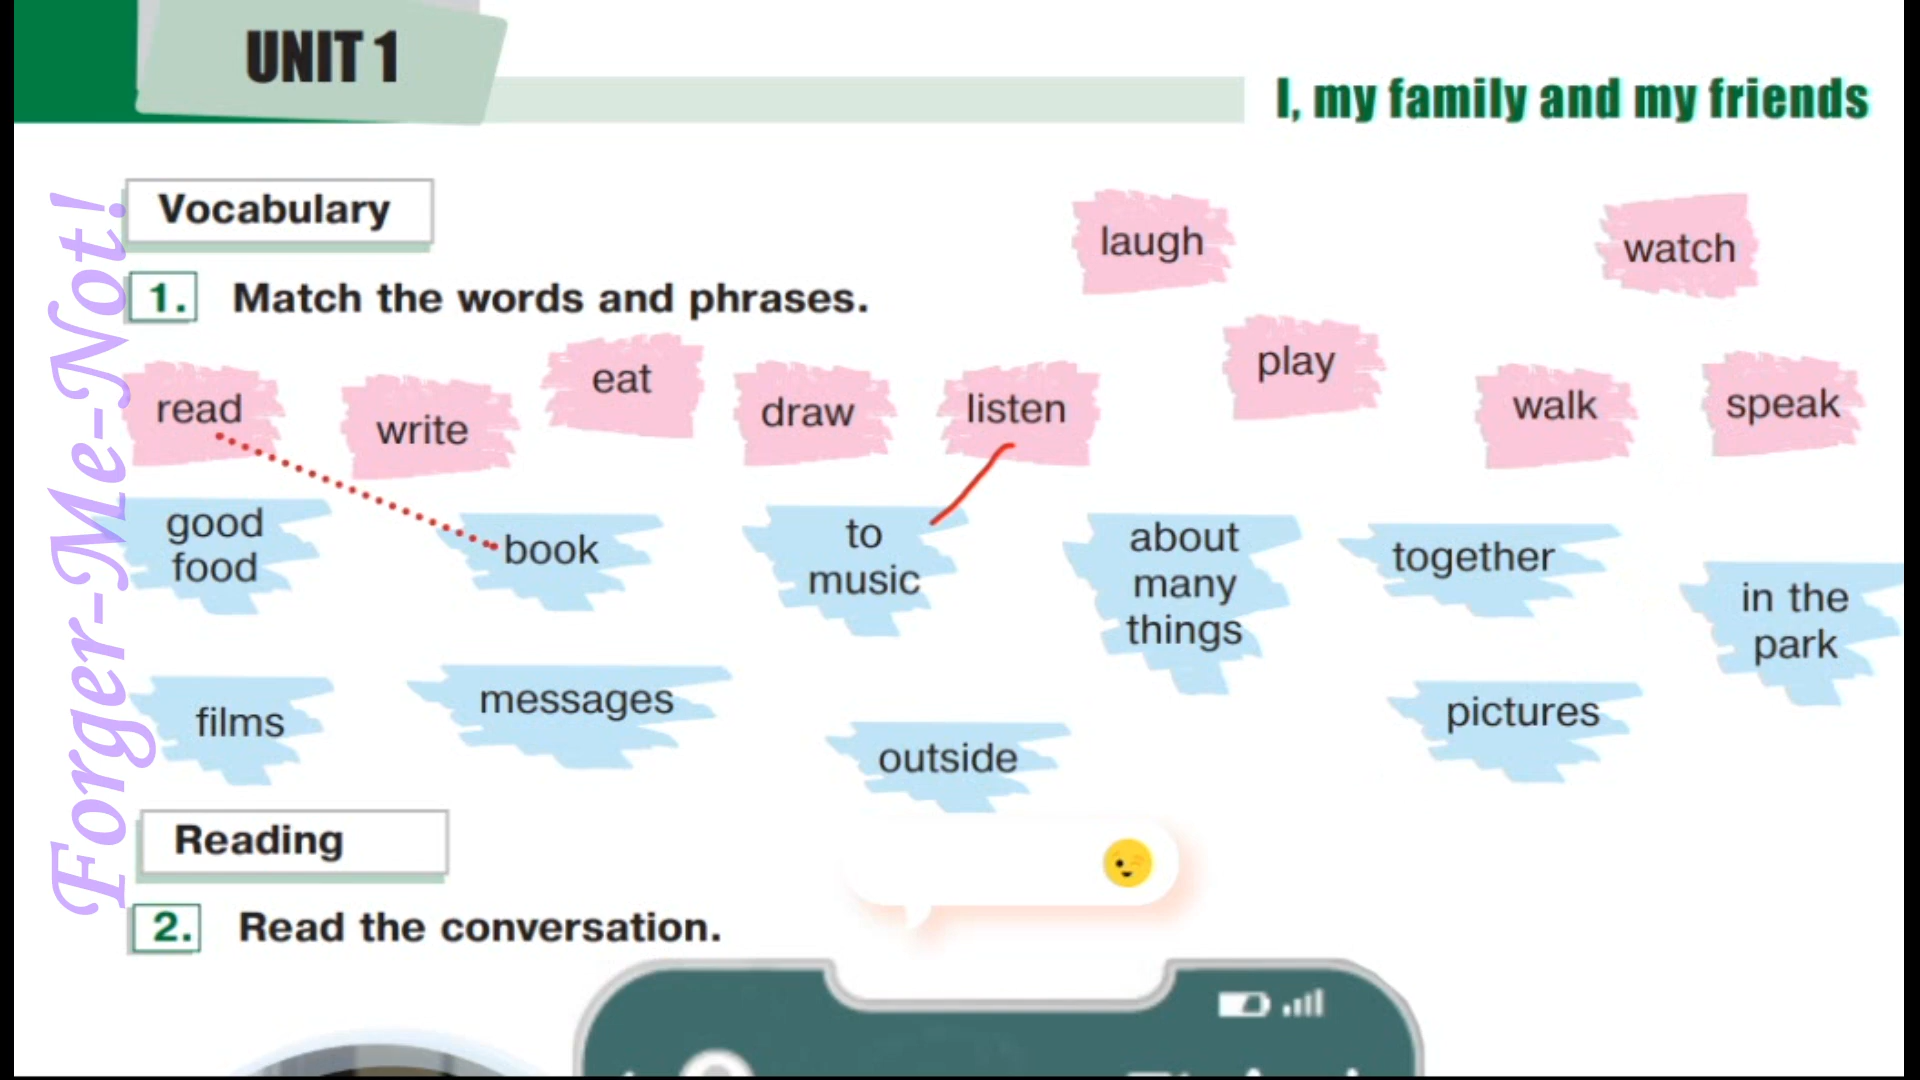 UNIT 1
I, my family and my friends
Vocabulary
1. Match the words and phrases.
laugh
watch
read
write
eat
draw
listen
play
walk
speak
good
food
book
to
music
about
many
things
together
in the
park
films
messages
outside
pictures
Reading
2. Read the conversation.
Forger-Me-Not!